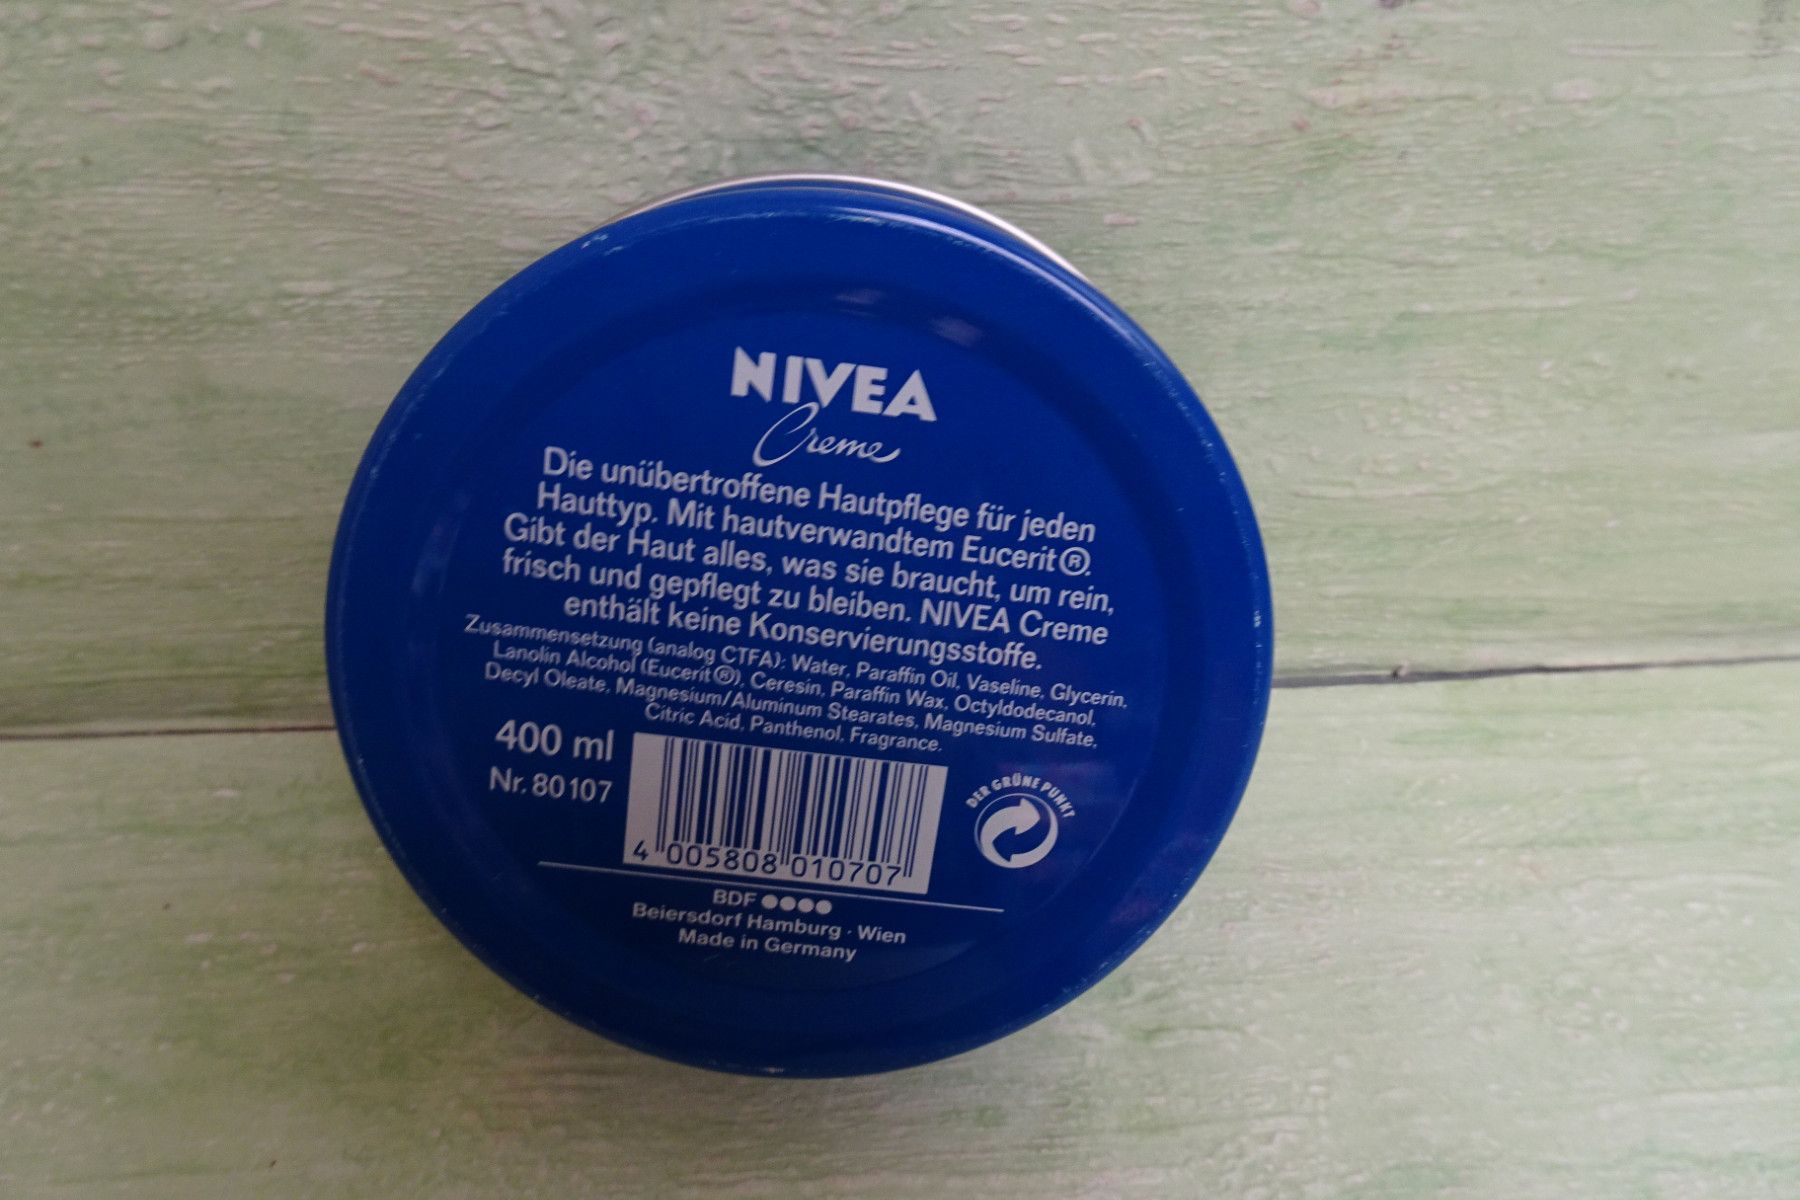 NIVEA
Creme
Die unübertroffene Hautpflege für jeden
Hauttyp. Mit hautverwandtem Eucerit®.
Gibt der Haut alles, was sie braucht, um rein,
frisch und gepflegt zu bleiben. NIVEA Creme
enthält keine Konservierungsstoffe.
Zusammensetzung (analog CTFA): Water, Paraffin Oil, Vaseline, Glycerin,
Lanolin Alcohol (Eucerit®), Ceresin, Paraffin Wax, Octyldodecanol,
Decyl Oleate, Magnesium/Aluminum Stearates, Magnesium Sulfate,
Citric Acid, Panthenol, Fragrance.
400 ml
Nr. 80107
4 005808 010707
DER GRÜNE PUNKT
BDF ●●●●
Beiersdorf Hamburg · Wien
Made in Germany